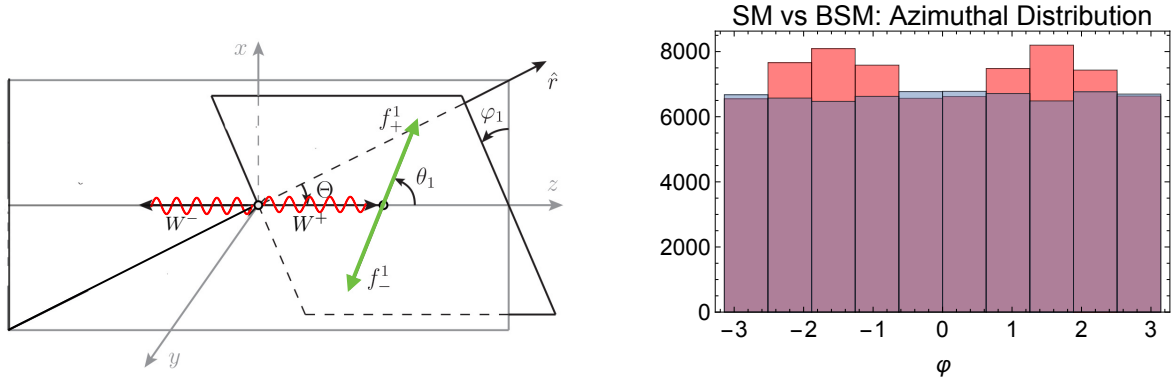 x
r̂
f₊¹
φ₁
Θ
θ₁
z
W⁻
W⁺
f₋¹
y
SM vs BSM: Azimuthal Distribution
8000
6000
4000
2000
0
−3 −2 −1 0 1 2 3
φ